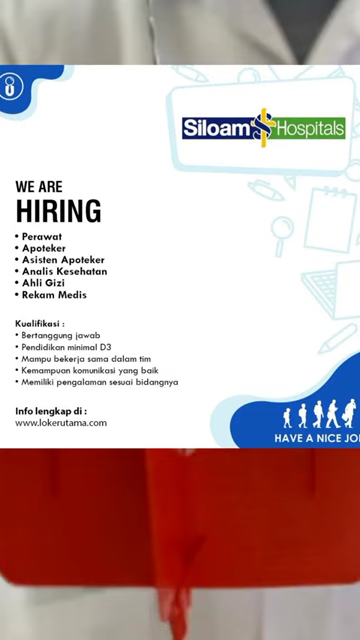 Siloam Hospitals
WE ARE
HIRING
• Perawat
• Apoteker
• Asisten Apoteker
• Analis Kesehatan
• Ahli Gizi
• Rekam Medis
Kualifikasi :
• Bertanggung jawab
• Pendidikan minimal D3
• Mampu bekerja sama dalam tim
• Kemampuan komunikasi yang baik
• Memiliki pengalaman sesuai bidangnya
Info lengkap di :
www.lokerutama.com
HAVE A NICE JO